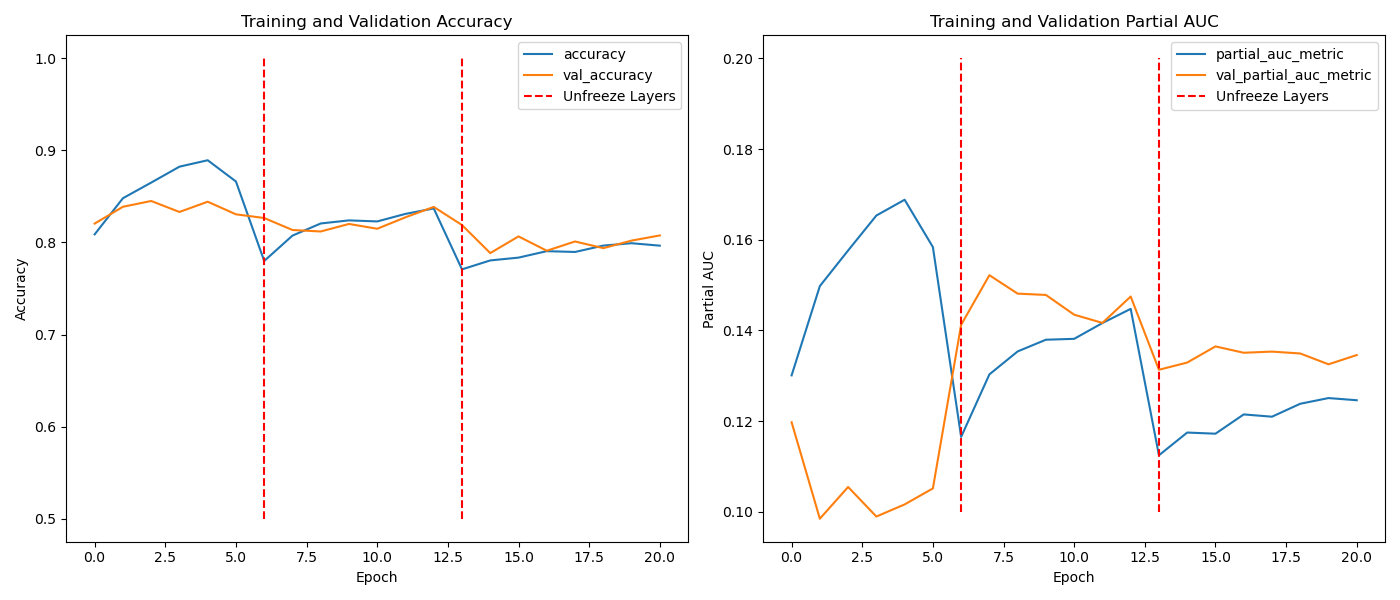 Training and Validation Accuracy
1.0
0.9
0.8
0.7
0.6
0.5
Accuracy
accuracy
val_accuracy
Unfreeze Layers
0.0 2.5 5.0 7.5 10.0 12.5 15.0 17.5 20.0
Epoch
Training and Validation Partial AUC
0.20
0.18
0.16
0.14
0.12
0.10
Partial AUC
partial_auc_metric
val_partial_auc_metric
Unfreeze Layers
0.0 2.5 5.0 7.5 10.0 12.5 15.0 17.5 20.0
Epoch